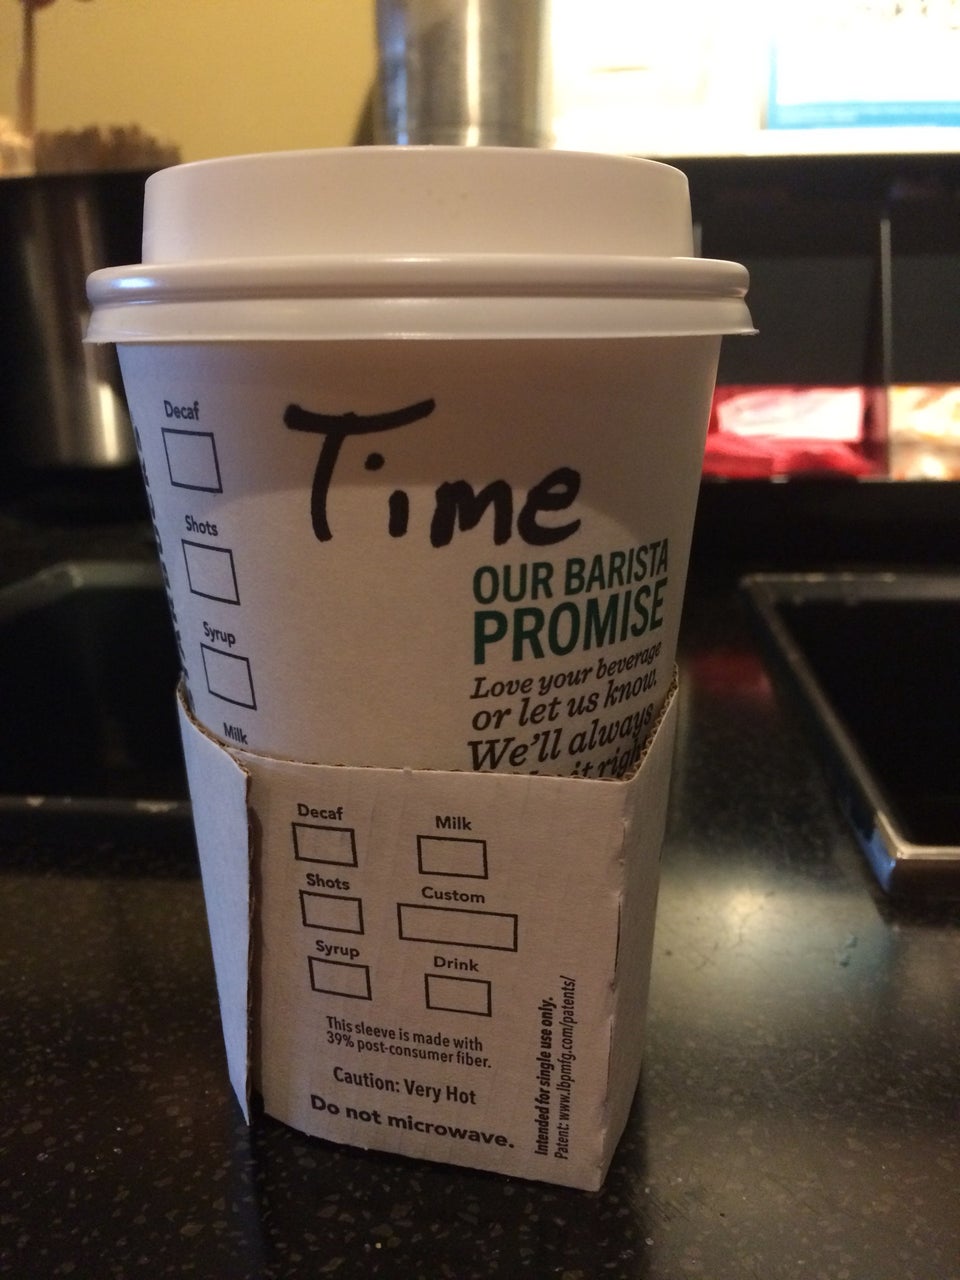 Time
Decaf
Shots
Syrup
Milk
OUR BARISTA
PROMISE
Love your beverage
or let us know.
We'll always
it right
Decaf
Milk
Shots
Custom
Syrup
Drink
This sleeve is made with
39% post-consumer fiber.
Caution: Very Hot
Do not microwave.
Intended for single use only.
Patent: www.lbpmfg.com/patents/